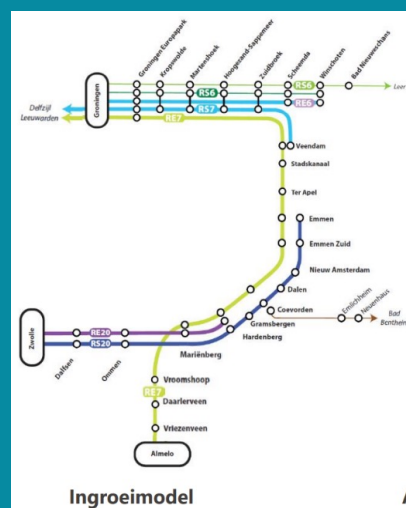 Groningen Europapark
Kropswolde
Martenshoek
Hoogezand-Sappemeer
Zuidbroek
Scheemda
Winschoten
Bad Nieuweschans
Groningen
RS6
Leer
RS6
RE6
Delfzijl
RS7
Leeuwarden
RE7
Veendam
Stadskanaal
Ter Apel
Emmen
Emmen Zuid
Nieuw Amsterdam
Dalen
Coevorden
Emlichheim
Neuenhaus
Bad
Bentheim
Gramsbergen
Hardenberg
Zwolle
RE20
RS20
Dalfsen
Ommen
Mariënberg
Vroomshoop
RE7
Daarlerveen
Vriezenveen
Almelo
Ingroeimodel